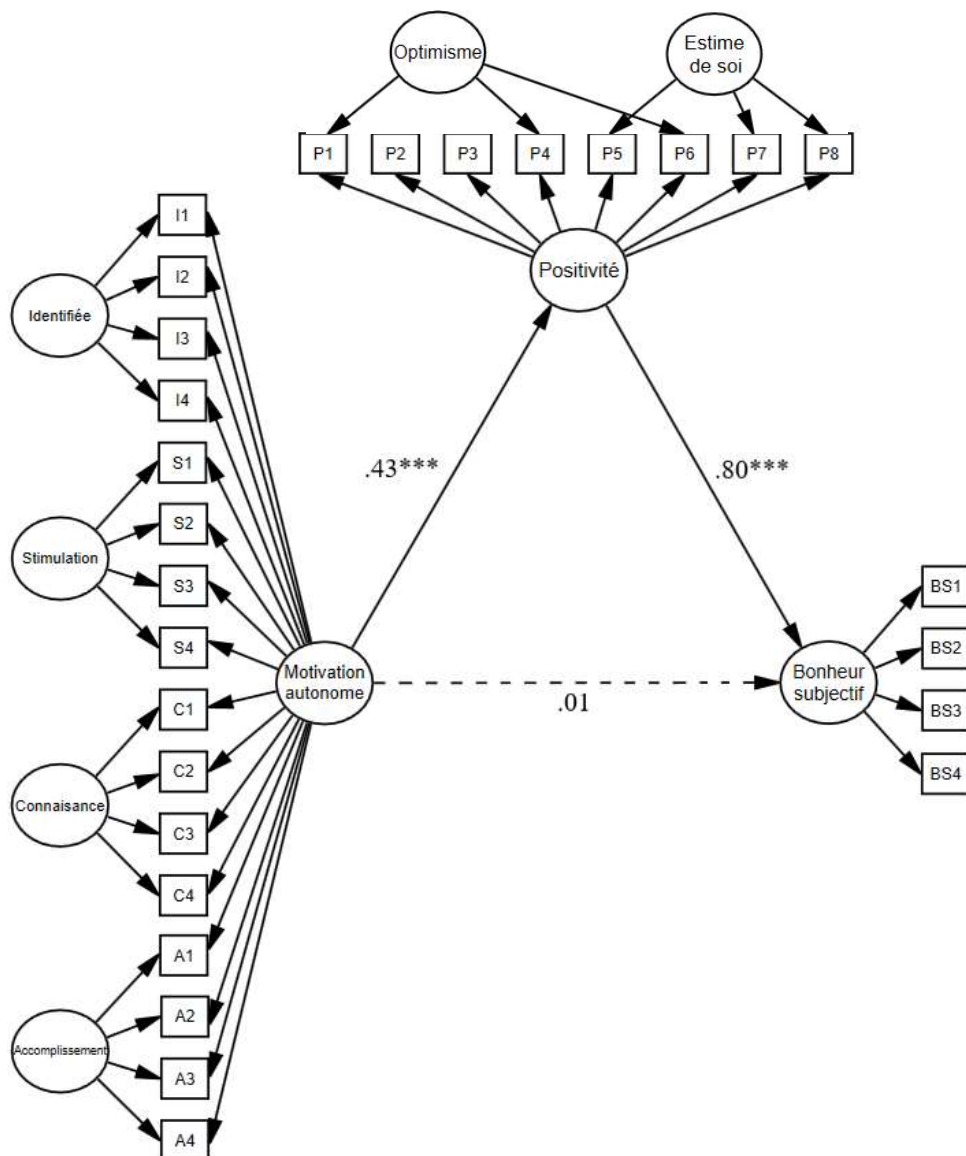 Optimisme
Estime
de soi
P1 P2 P3 P4 P5 P6 P7 P8
Positivité
I1
I2
Identifiée
I3
I4
.43***
.80***
S1
S2
Stimulation
S3
S4
BS1
BS2
BS3
BS4
Motivation
autonome
.01
Bonheur
subjectif
C1
C2
Connaisance
C3
C4
A1
A2
Accomplissement
A3
A4